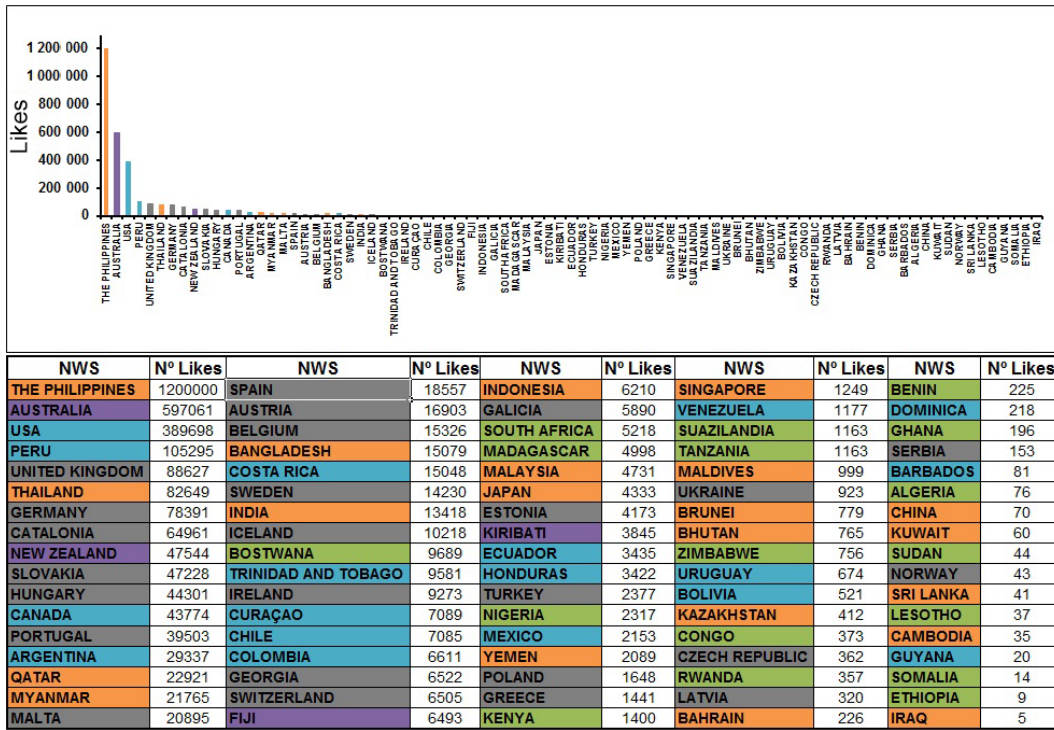 1 200 000
1 000 000
800 000
600 000
400 000
200 000
0
Likes
THE PHILIPPINES
AUSTRALIA
USA
PERU
UNITED KINGDOM
THAILAND
GERMANY
CATALONIA
NEW ZEALAND
SLOVAKIA
HUNGARY
CANADA
PORTUGAL
ARGENTINA
QATAR
MYANMAR
MALTA
SPAIN
AUSTRIA
BELGIUM
BANGLADESH
COSTA RICA
SWEDEN
INDIA
ICELAND
BOSTWANA
TRINIDAD AND TOBAGO
IRELAND
CURAÇAO
CHILE
COLOMBIA
GEORGIA
SWITZERLAND
FIJI
INDONESIA
GALICIA
SOUTH AFRICA
MADAGASCAR
MALAYSIA
JAPAN
ESTONIA
KIRIBATI
ECUADOR
HONDURAS
TURKEY
NIGERIA
MEXICO
YEMEN
POLAND
GREECE
KENYA
SINGAPORE
VENEZUELA
SUAZILANDIA
TANZANIA
MALDIVES
UKRAINE
BRUNEI
BHUTAN
ZIMBABWE
URUGUAY
BOLIVIA
KAZAKHSTAN
CONGO
CZECH REPUBLIC
RWANDA
LATVIA
BAHRAIN
BENIN
DOMINICA
GHANA
SERBIA
BARBADOS
ALGERIA
CHINA
KUWAIT
SUDAN
NORWAY
SRI LANKA
LESOTHO
CAMBODIA
GUYANA
SOMALIA
ETHIOPIA
IRAQ
NWS Nº Likes NWS Nº Likes NWS Nº Likes NWS Nº Likes NWS Nº Likes
THE PHILIPPINES 1200000 SPAIN 18557 INDONESIA 6210 SINGAPORE 1249 BENIN 225
AUSTRALIA 597061 AUSTRIA 16903 GALICIA 5890 VENEZUELA 1177 DOMINICA 218
USA 389698 BELGIUM 15326 SOUTH AFRICA 5218 SUAZILANDIA 1163 GHANA 196
PERU 105295 BANGLADESH 15079 MADAGASCAR 4998 TANZANIA 1163 SERBIA 153
UNITED KINGDOM 88627 COSTA RICA 15048 MALAYSIA 4731 MALDIVES 999 BARBADOS 81
THAILAND 82649 SWEDEN 14230 JAPAN 4333 UKRAINE 923 ALGERIA 76
GERMANY 78391 INDIA 13418 ESTONIA 4173 BRUNEI 779 CHINA 70
CATALONIA 64961 ICELAND 10218 KIRIBATI 3845 BHUTAN 765 KUWAIT 60
NEW ZEALAND 47544 BOSTWANA 9689 ECUADOR 3435 ZIMBABWE 756 SUDAN 44
SLOVAKIA 47228 TRINIDAD AND TOBAGO 9581 HONDURAS 3422 URUGUAY 674 NORWAY 43
HUNGARY 44301 IRELAND 9273 TURKEY 2377 BOLIVIA 521 SRI LANKA 41
CANADA 43774 CURAÇAO 7089 NIGERIA 2317 KAZAKHSTAN 412 LESOTHO 37
PORTUGAL 39503 CHILE 7085 MEXICO 2153 CONGO 373 CAMBODIA 35
ARGENTINA 29337 COLOMBIA 6611 YEMEN 2089 CZECH REPUBLIC 362 GUYANA 20
QATAR 22921 GEORGIA 6522 POLAND 1648 RWANDA 357 SOMALIA 14
MYANMAR 21765 SWITZERLAND 6505 GREECE 1441 LATVIA 320 ETHIOPIA 9
MALTA 20895 FIJI 6493 KENYA 1400 BAHRAIN 226 IRAQ 5